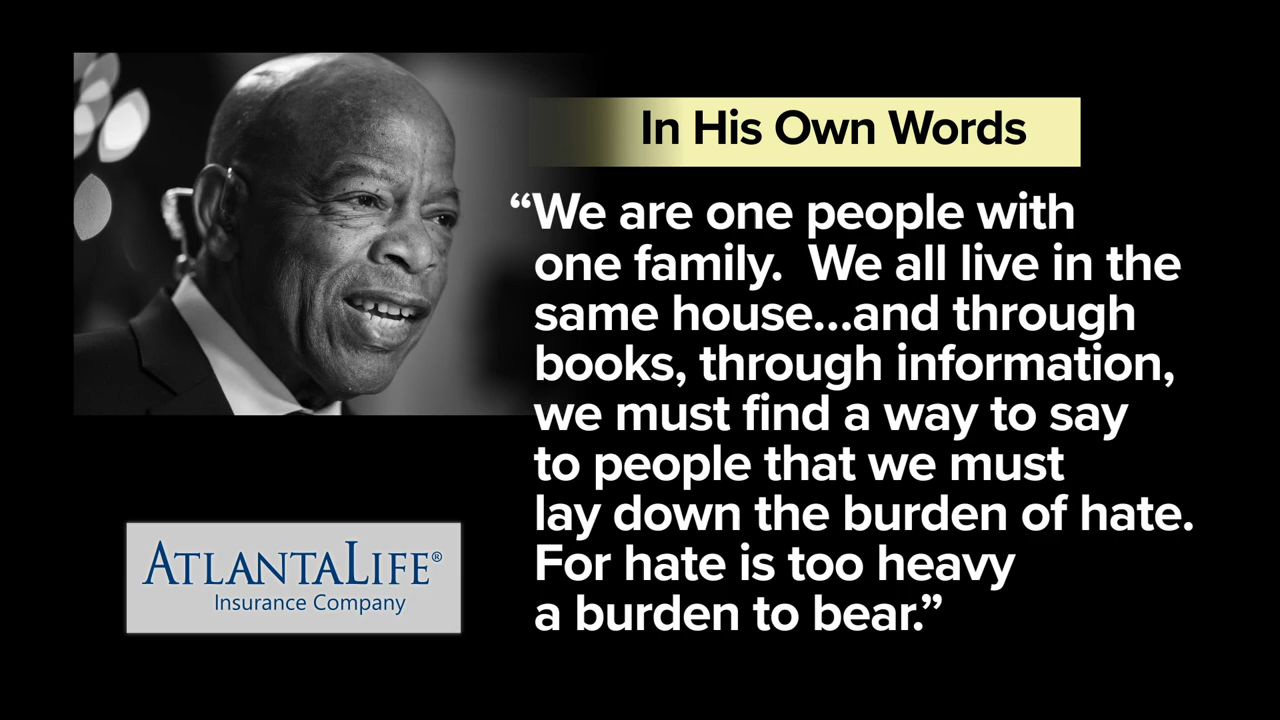 In His Own Words
“We are one people with
one family.  We all live in the
same house...and through
books, through information,
we must find a way to say
to people that we must
lay down the burden of hate.
For hate is too heavy
a burden to bear.”
ATLANTALIFE®
Insurance Company